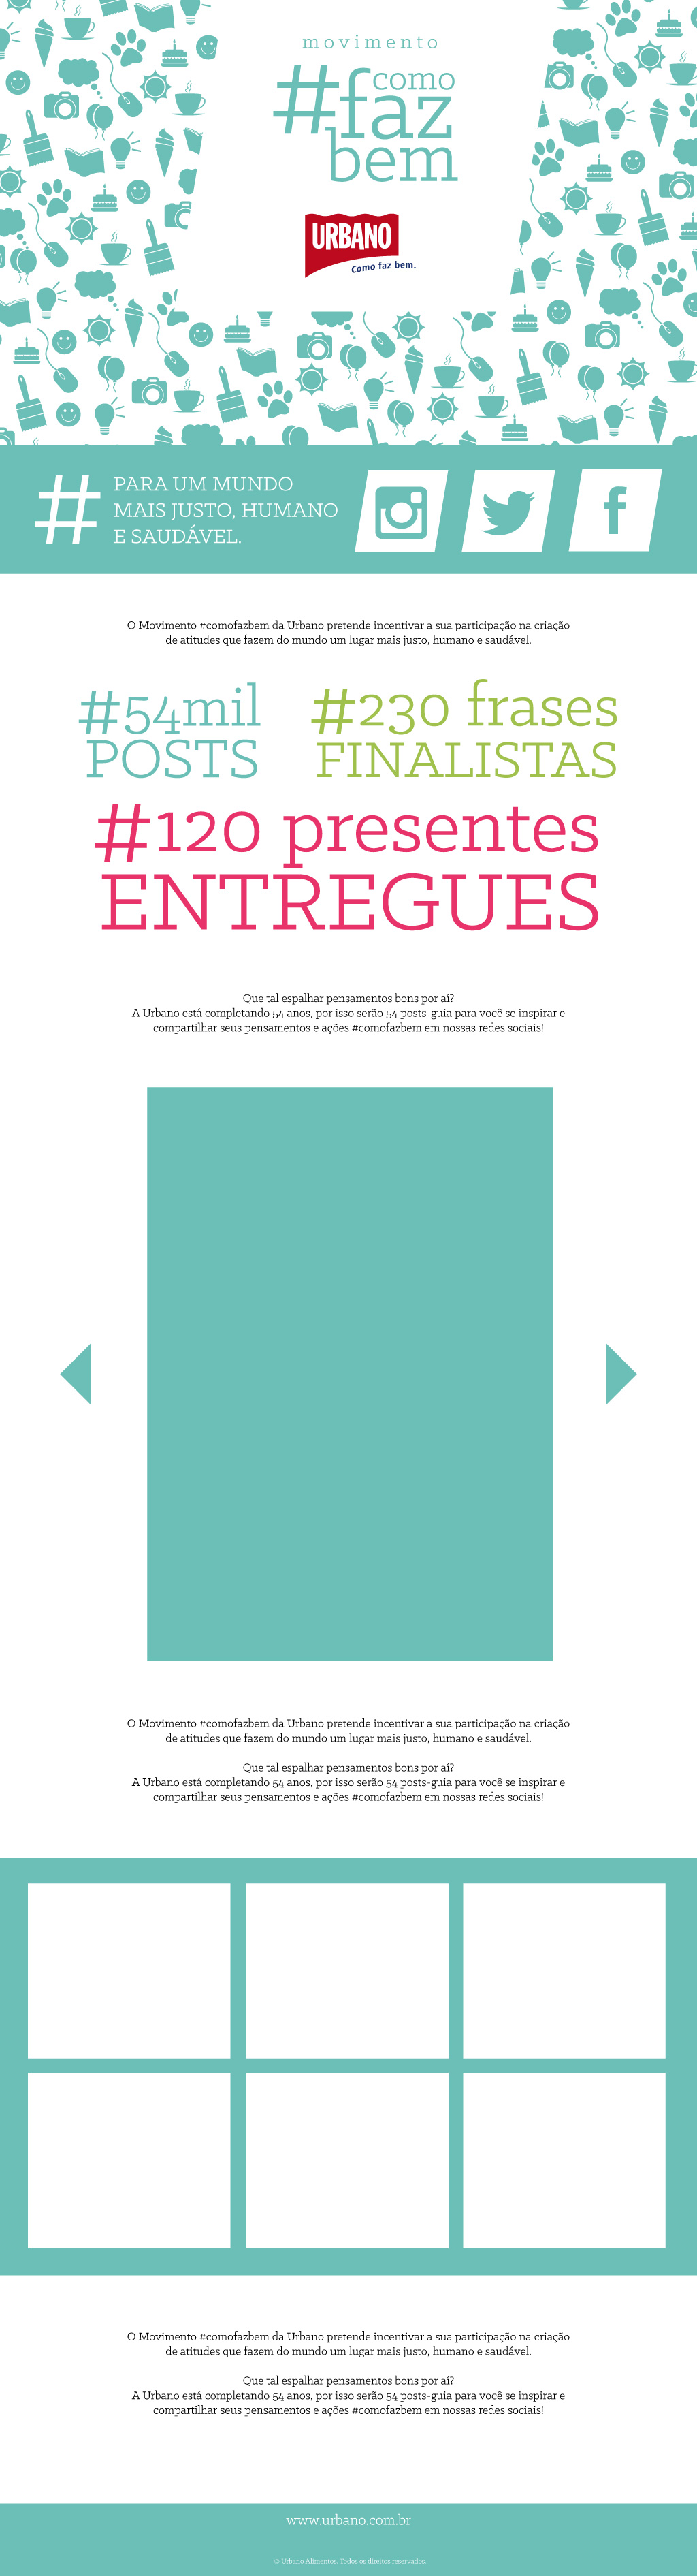 movimento
#como
faz
bem
URBANO
Como faz bem.
# PARA UM MUNDO
MAIS JUSTO, HUMANO
E SAUDÁVEL.
O Movimento #comofazbem da Urbano pretende incentivar a sua participação na criação
de atitudes que fazem do mundo um lugar mais justo, humano e saudável.
#54mil
POSTS
#230 frases
FINALISTAS
#120 presentes
ENTREGUES
Que tal espalhar pensamentos bons por aí?
A Urbano está completando 54 anos, por isso serão 54 posts-guia para você se inspirar e
compartilhar seus pensamentos e ações #comofazbem em nossas redes sociais!
O Movimento #comofazbem da Urbano pretende incentivar a sua participação na criação
de atitudes que fazem do mundo um lugar mais justo, humano e saudável.
Que tal espalhar pensamentos bons por aí?
A Urbano está completando 54 anos, por isso serão 54 posts-guia para você se inspirar e
compartilhar seus pensamentos e ações #comofazbem em nossas redes sociais!
O Movimento #comofazbem da Urbano pretende incentivar a sua participação na criação
de atitudes que fazem do mundo um lugar mais justo, humano e saudável.
Que tal espalhar pensamentos bons por aí?
A Urbano está completando 54 anos, por isso serão 54 posts-guia para você se inspirar e
compartilhar seus pensamentos e ações #comofazbem em nossas redes sociais!
www.urbano.com.br
© Urbano Alimentos. Todos os direitos reservados.